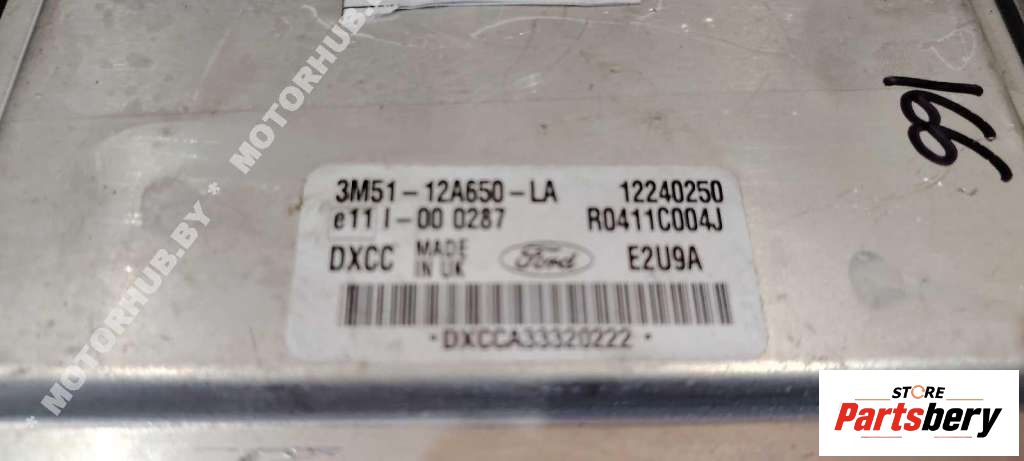 * MOTORHUB.BY * MOTORHUB.BY
166
3M51-12A650-LA 12240250
e11 I-00 0287 R0411C004J
DXCC MADE IN UK Ford E2U9A
· DXCCA33320222 ·
STORE
Partsbery